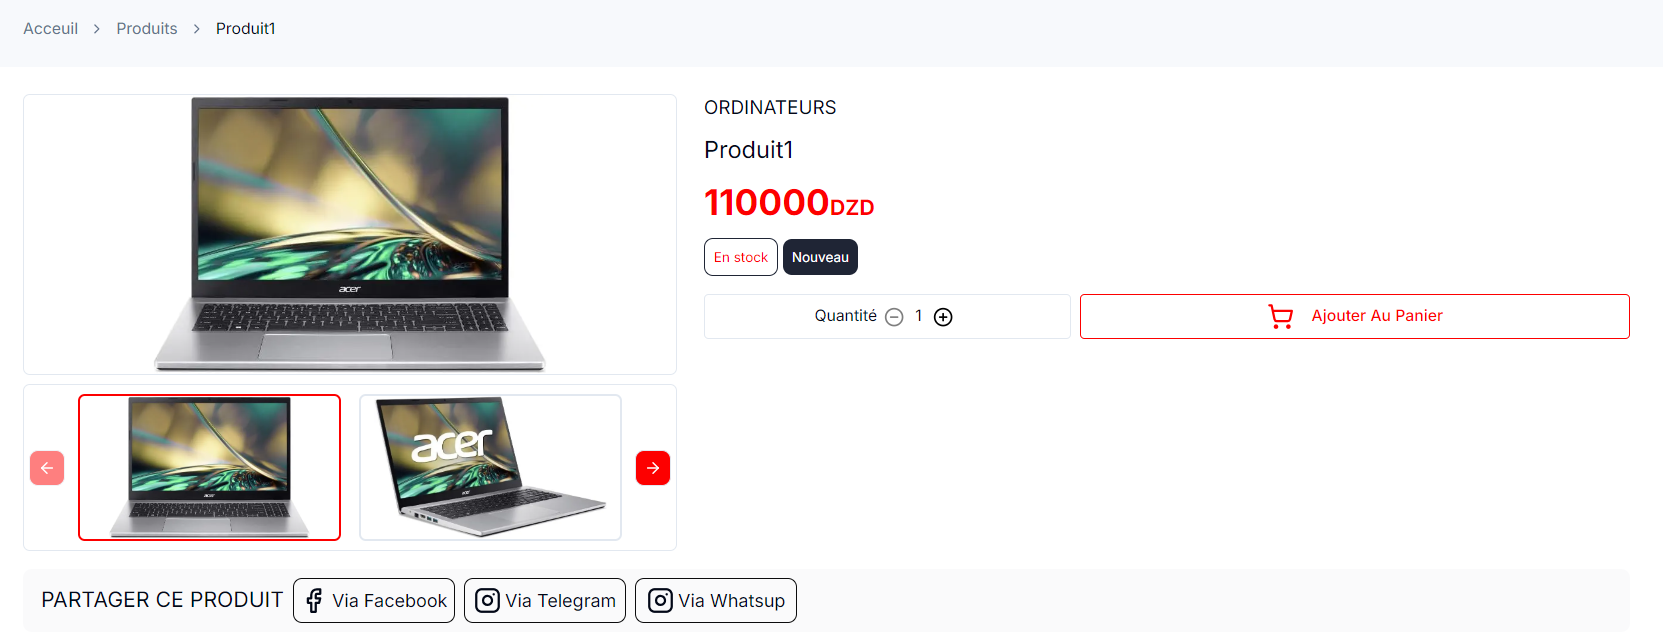 Acceuil > Produits > Produit1
acer
ORDINATEURS
Produit1
110000DZD
En stock
Nouveau
Quantité 1
Ajouter Au Panier
acer
acer
acer
PARTAGER CE PRODUIT
Via Facebook
Via Telegram
Via Whatsup